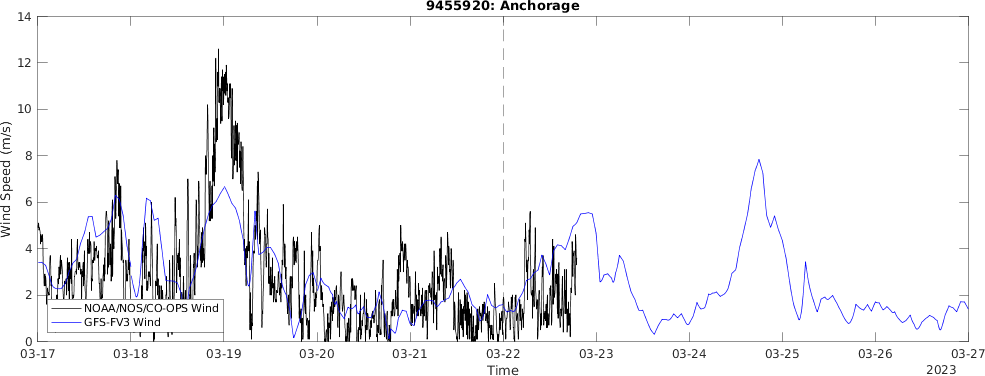 9455920: Anchorage
14
12
10
8
6
4
2
0
Wind Speed (m/s)
NOAA/NOS/CO-OPS Wind
GFS-FV3 Wind
03-17 03-18 03-19 03-20 03-21 03-22 03-23 03-24 03-25 03-26 03-27
Time
2023